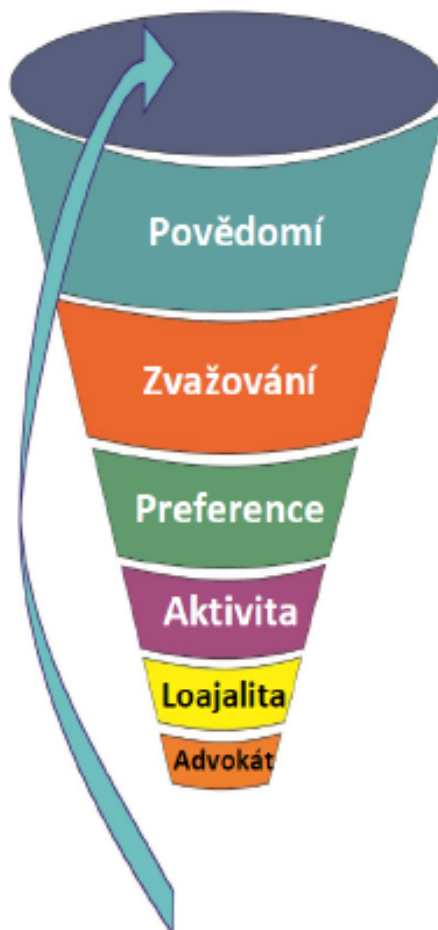 Povědomí
Zvažování
Preference
Aktivita
Loajalita
Advokát